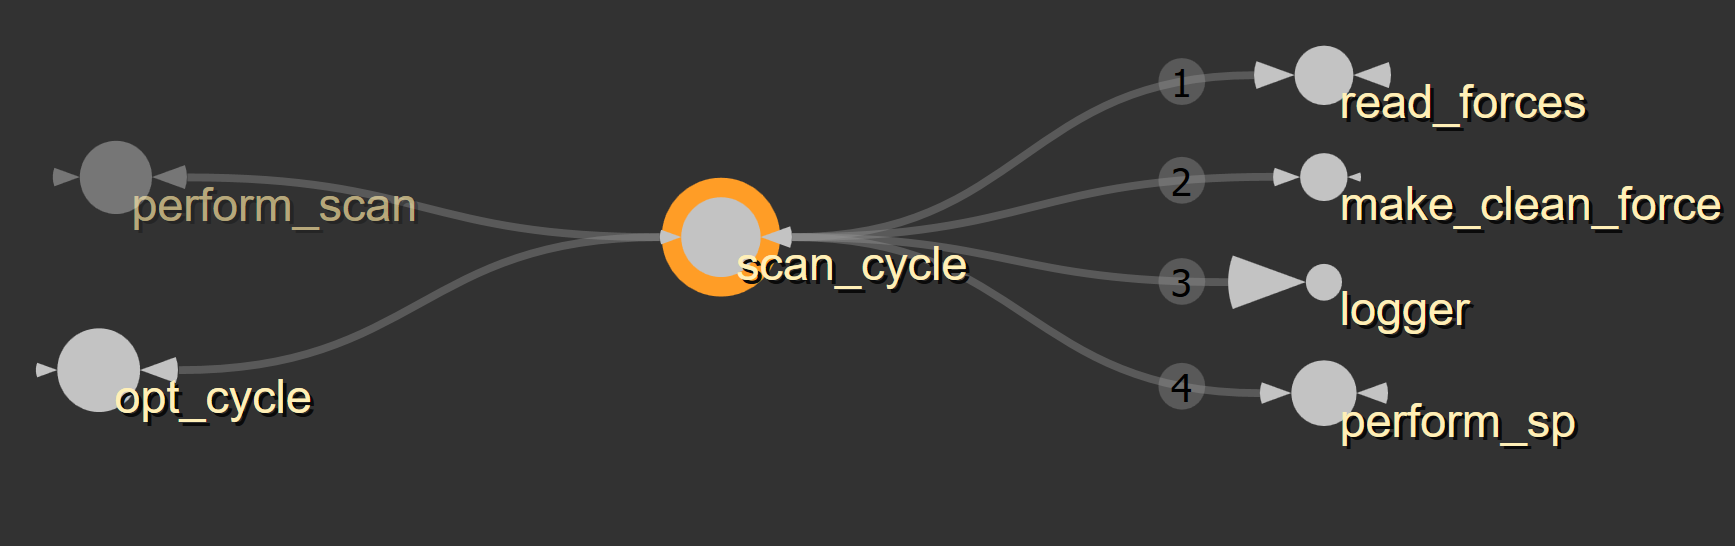 perform_scan
opt_cycle
scan_cycle
1
read_forces
2
make_clean_force
3
logger
4
perform_sp